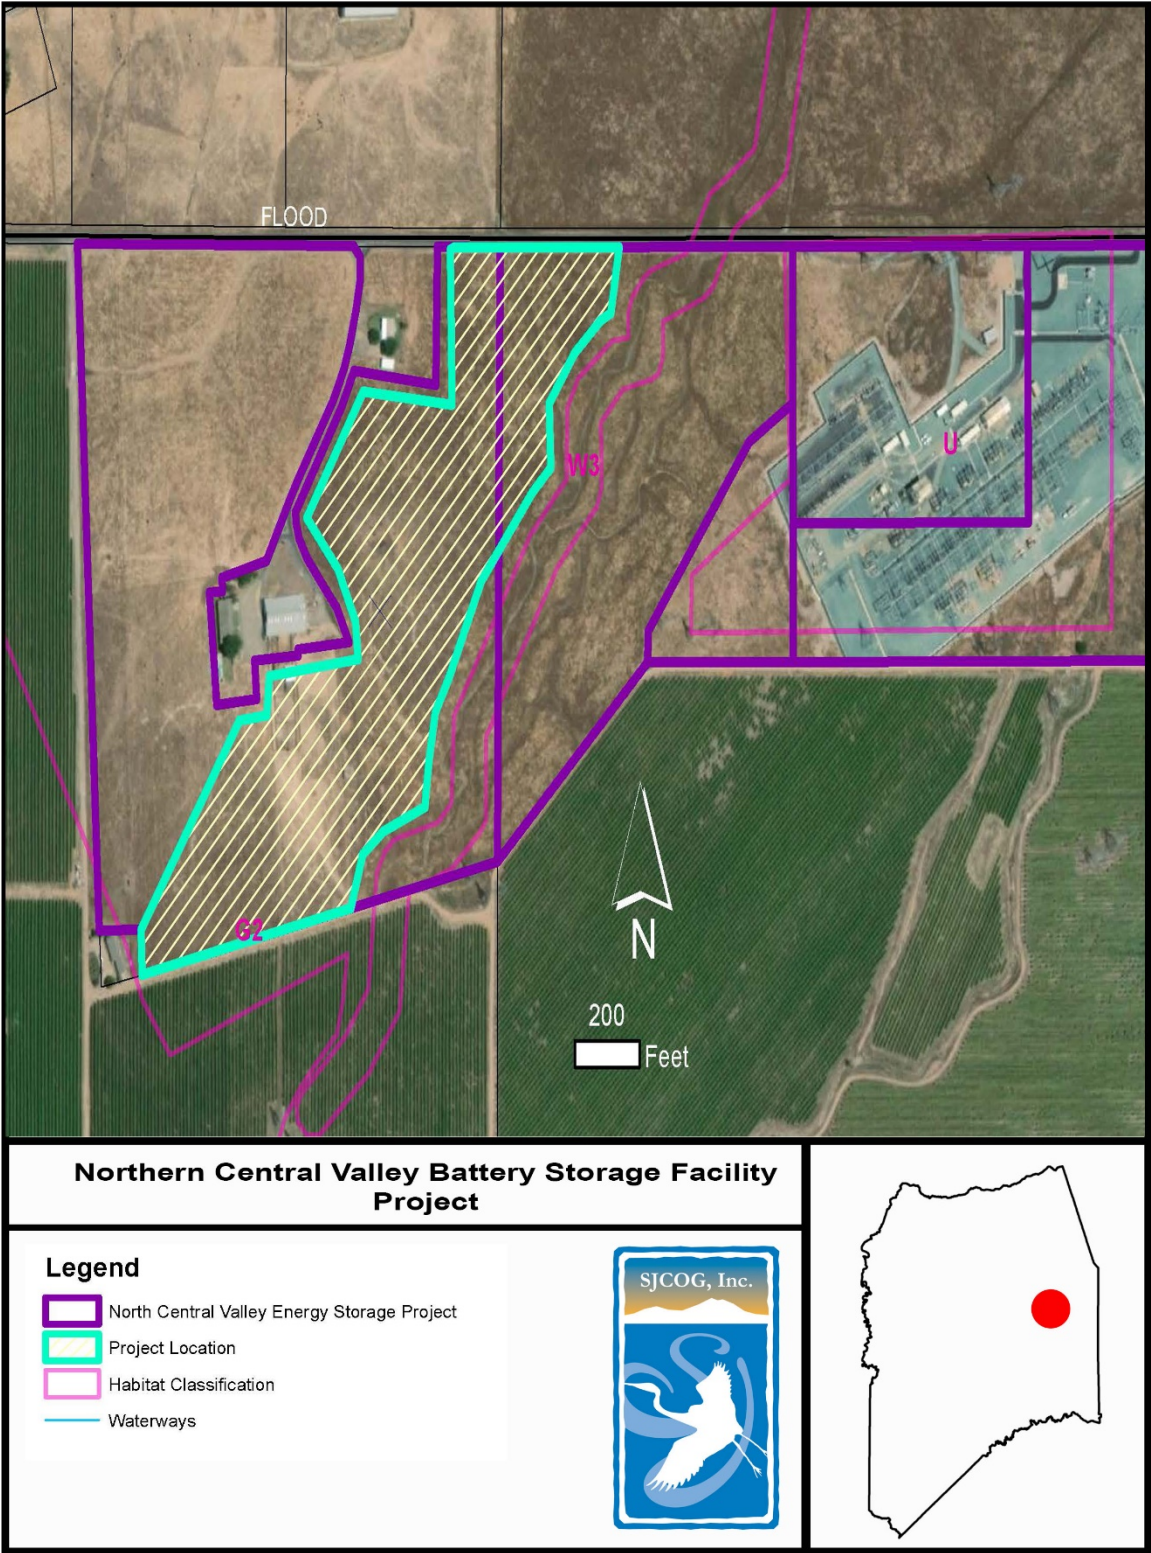 FLOOD
W3
U
G2
N
200
Feet
Northern Central Valley Battery Storage Facility
Project
Legend
North Central Valley Energy Storage Project
Project Location
Habitat Classification
Waterways
SJCOG, Inc.